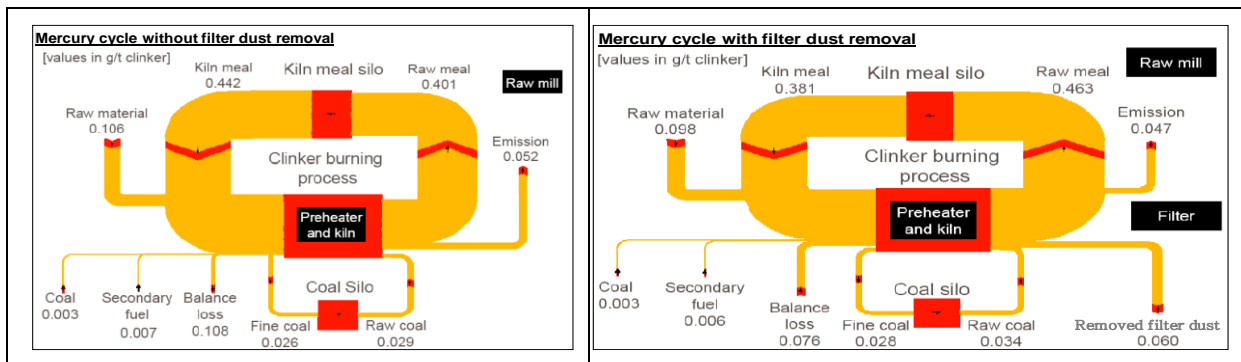 Mercury cycle without filter dust removal
[values in g/t clinker]
Kiln meal
0.442
Kiln meal silo
Raw meal
0.401
Raw mill
Raw material
0.106
Emission
0.052
Clinker burning
process
Preheater
and kiln
Coal
0.003
Secondary
fuel
0.007
Balance
loss
0.108
Coal Silo
Fine coal
0.026
Raw coal
0.029
Mercury cycle with filter dust removal
[values in g/t clinker]
Kiln meal
0.381
Kiln meal silo
Raw meal
0.463
Raw mill
Raw material
0.098
Emission
0.047
Clinker burning
process
Preheater
and kiln
Filter
Coal
0.003
Secondary
fuel
0.006
Balance
loss
0.076
Coal silo
Fine coal
0.028
Raw coal
0.034
Removed filter dust
0.060